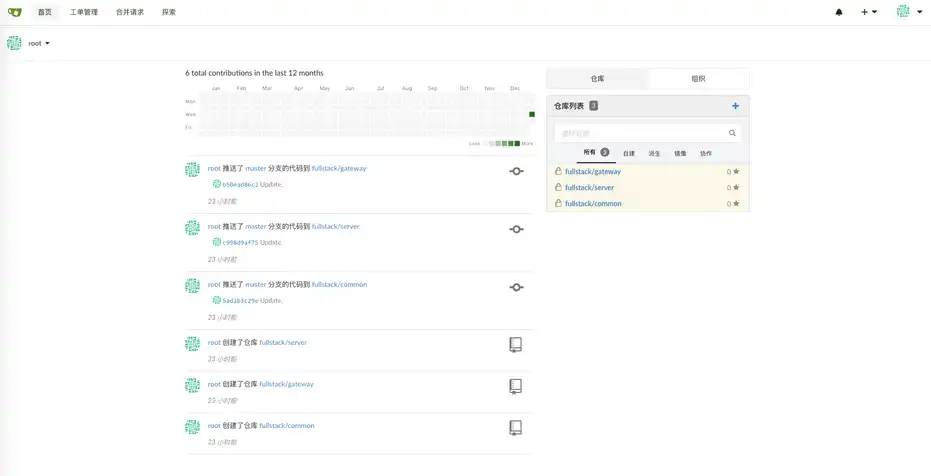 首页 工单管理 合并请求 探索
root
6 total contributions in the last 12 months
Jan Feb Mar Apr May Jun Jul Aug Sep Oct Nov Dec
Mon
Wed
Fri
Less More
root 推送了 master 分支的代码到 fullstack/gateway
b50ead86c2 Update.
23 小时前
root 推送了 master 分支的代码到 fullstack/server
c998d9af75 Update.
23 小时前
root 推送了 master 分支的代码到 fullstack/common
5ad2b3c29e Update.
23 小时前
root 创建了仓库 fullstack/server
23 小时前
root 创建了仓库 fullstack/gateway
23 小时前
root 创建了仓库 fullstack/common
23 小时前
仓库 组织
仓库列表 3
所有 3 自建 派生 镜像 协作
fullstack/gateway 0
fullstack/server 0
fullstack/common 0